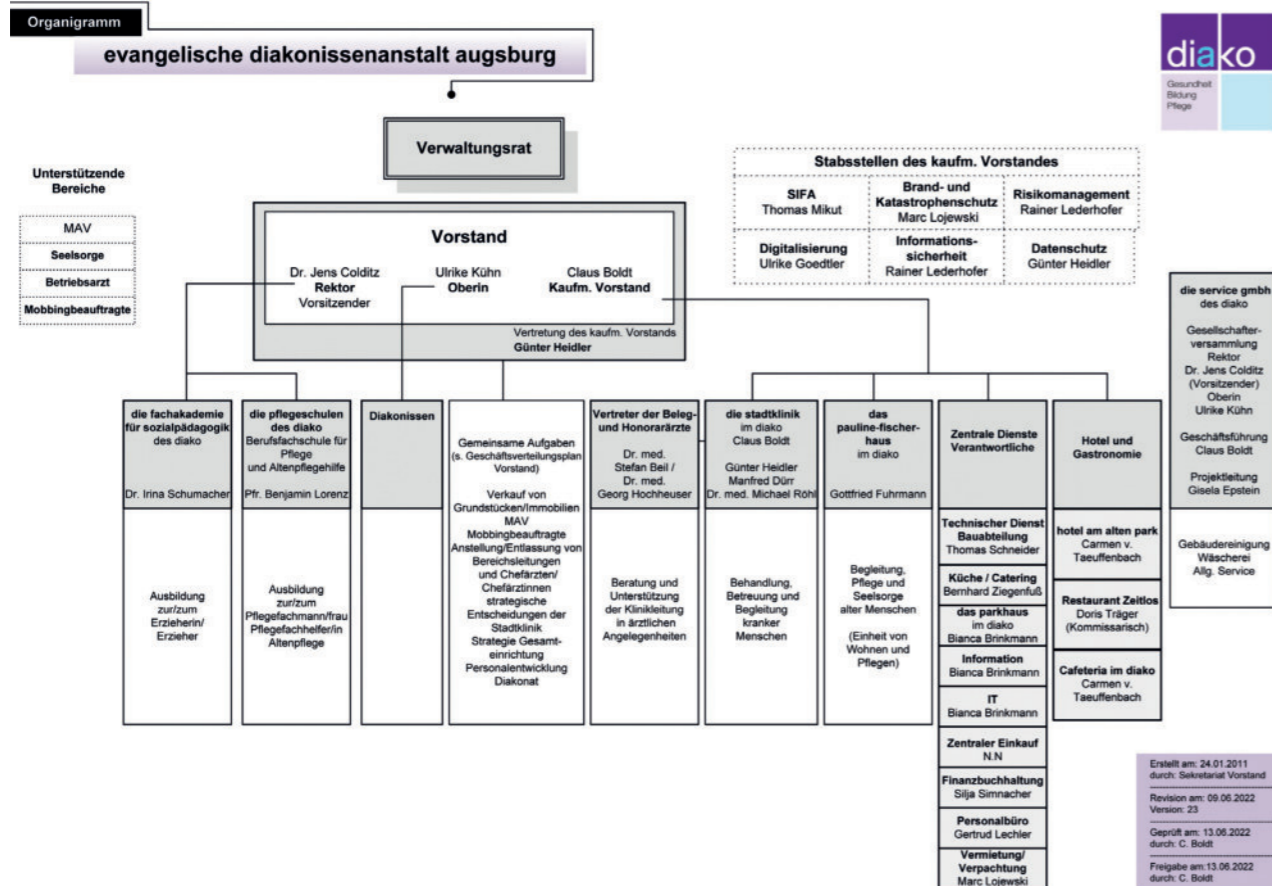 Organigramm
evangelische diakonissenanstalt augsburg
diako
Gesundheit
Bildung
Pflege
Verwaltungsrat
Unterstützende
Bereiche
MAV
Seelsorge
Betriebsarzt
Mobbingbeauftragte
Stabsstellen des kaufm. Vorstandes
SIFA
Thomas Mikut
Brand- und
Katastrophenschutz
Marc Lojewski
Risikomanagement
Rainer Lederhofer
Digitalisierung
Ulrike Goedtler
Informations-
sicherheit
Rainer Lederhofer
Datenschutz
Günter Heidler
Vorstand
Dr. Jens Colditz
Rektor
Vorsitzender
Ulrike Kühn
Oberin
Claus Boldt
Kaufm. Vorstand
Vertretung des kaufm. Vorstands
Günter Heidler
die fachakademie
für sozialpädagogik
des diako
Dr. Irina Schumacher
Ausbildung
zur/zum
Erzieherin/
Erzieher
die pflegeschulen
des diako
Berufsfachschule für
Pflege
und Altenpflegehilfe
Pfr. Benjamin Lorenz
Ausbildung
zur/zum
Pflegefachmann/frau
Pflegefachhelfer/in
Altenpflege
Diakonissen
Gemeinsame Aufgaben
(s. Geschäftsverteilungsplan
Vorstand)
Verkauf von
Grundstücken/Immobilien
MAV
Mobbingbeauftragte
Anstellung/Entlassung von
Bereichsleitungen
und Chefärzten/
Chefärztinnen
strategische
Entscheidungen der
Stadtklinik
Strategie Gesamt-
einrichtung
Personalentwicklung
Diakonat
Vertreter der Beleg-
und Honorarärzte
Dr. med.
Stefan Beil /
Dr. med.
Georg Hochheuser
Beratung und
Unterstützung
der Klinikleitung
in ärztlichen
Angelegenheiten
die stadtklinik
im diako
Claus Boldt
Günter Heidler
Manfred Dürr
Dr. med. Michael Röhl
Behandlung,
Betreuung und
Begleitung
kranker
Menschen
das
pauline-fischer-
haus
im diako
Gottfried Fuhrmann
Begleitung,
Pflege und
Seelsorge
alter Menschen
(Einheit von
Wohnen und
Pflegen)
Zentrale Dienste
Verantwortliche
Technischer Dienst
Bauabteilung
Thomas Schneider
Küche / Catering
Bernhard Ziegenfuß
das parkhaus
im diako
Bianca Brinkmann
Information
Bianca Brinkmann
IT
Bianca Brinkmann
Zentraler Einkauf
N.N
Finanzbuchhaltung
Silja Simnacher
Personalbüro
Gertrud Lechler
Vermietung/
Verpachtung
Marc Lojewski
Hotel und
Gastronomie
hotel am alten park
Carmen v.
Taeuffenbach
Restaurant Zeitlos
Doris Träger
(Kommissarisch)
Cafeteria im diako
Carmen v.
Taeuffenbach
die service gmbh
des diako
Gesellschafter-
versammlung
Rektor
Dr. Jens Colditz
(Vorsitzender)
Oberin
Ulrike Kühn
Geschäftsführung
Claus Boldt
Projektleitung
Gisela Epstein
Gebäudereinigung
Wäscherei
Allg. Service
Erstellt am: 24.01.2011
durch: Sekretariat Vorstand
Revision am: 09.06.2022
Version: 23
Geprüft am: 13.06.2022
durch: C. Boldt
Freigabe am:13.06.2022
durch: C. Boldt